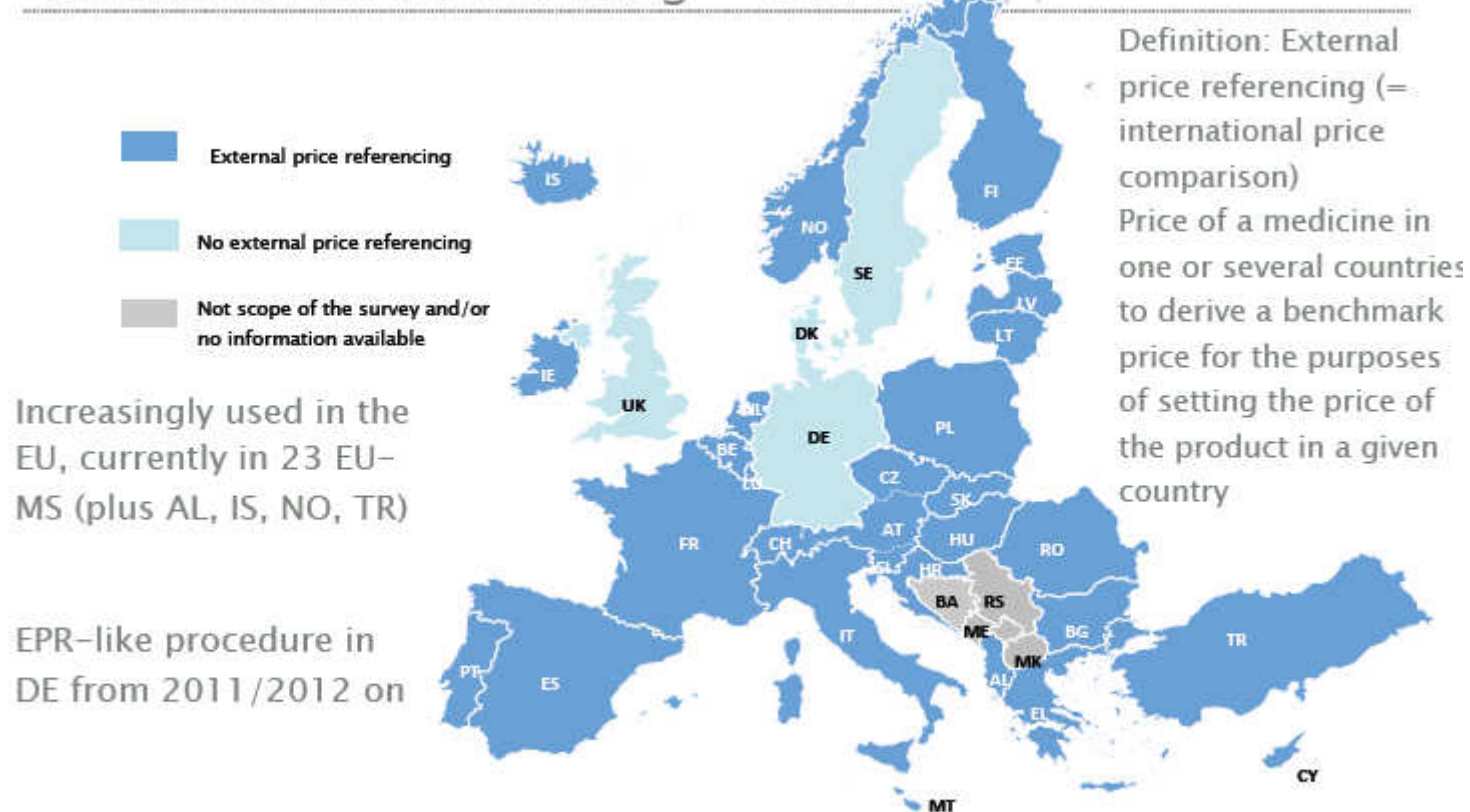 Definition: External
price referencing (=
international price
comparison)
Price of a medicine in
one or several countries
to derive a benchmark
price for the purposes
of setting the price of
the product in a given
country
External price referencing
No external price referencing
Not scope of the survey and/or
no information available
Increasingly used in the
EU, currently in 23 EU-
MS (plus AL, IS, NO, TR)
EPR-like procedure in
DE from 2011/2012 on
IS
FI
NO
SE
EE
LV
LT
DK
IE
UK
NL
DE
PL
BE
LU
CZ
SK
AT
HU
FR
CH
RO
SL
HR
BA
RS
ME
BG
IT
MK
TR
PT
ES
AL
EL
CY
MT